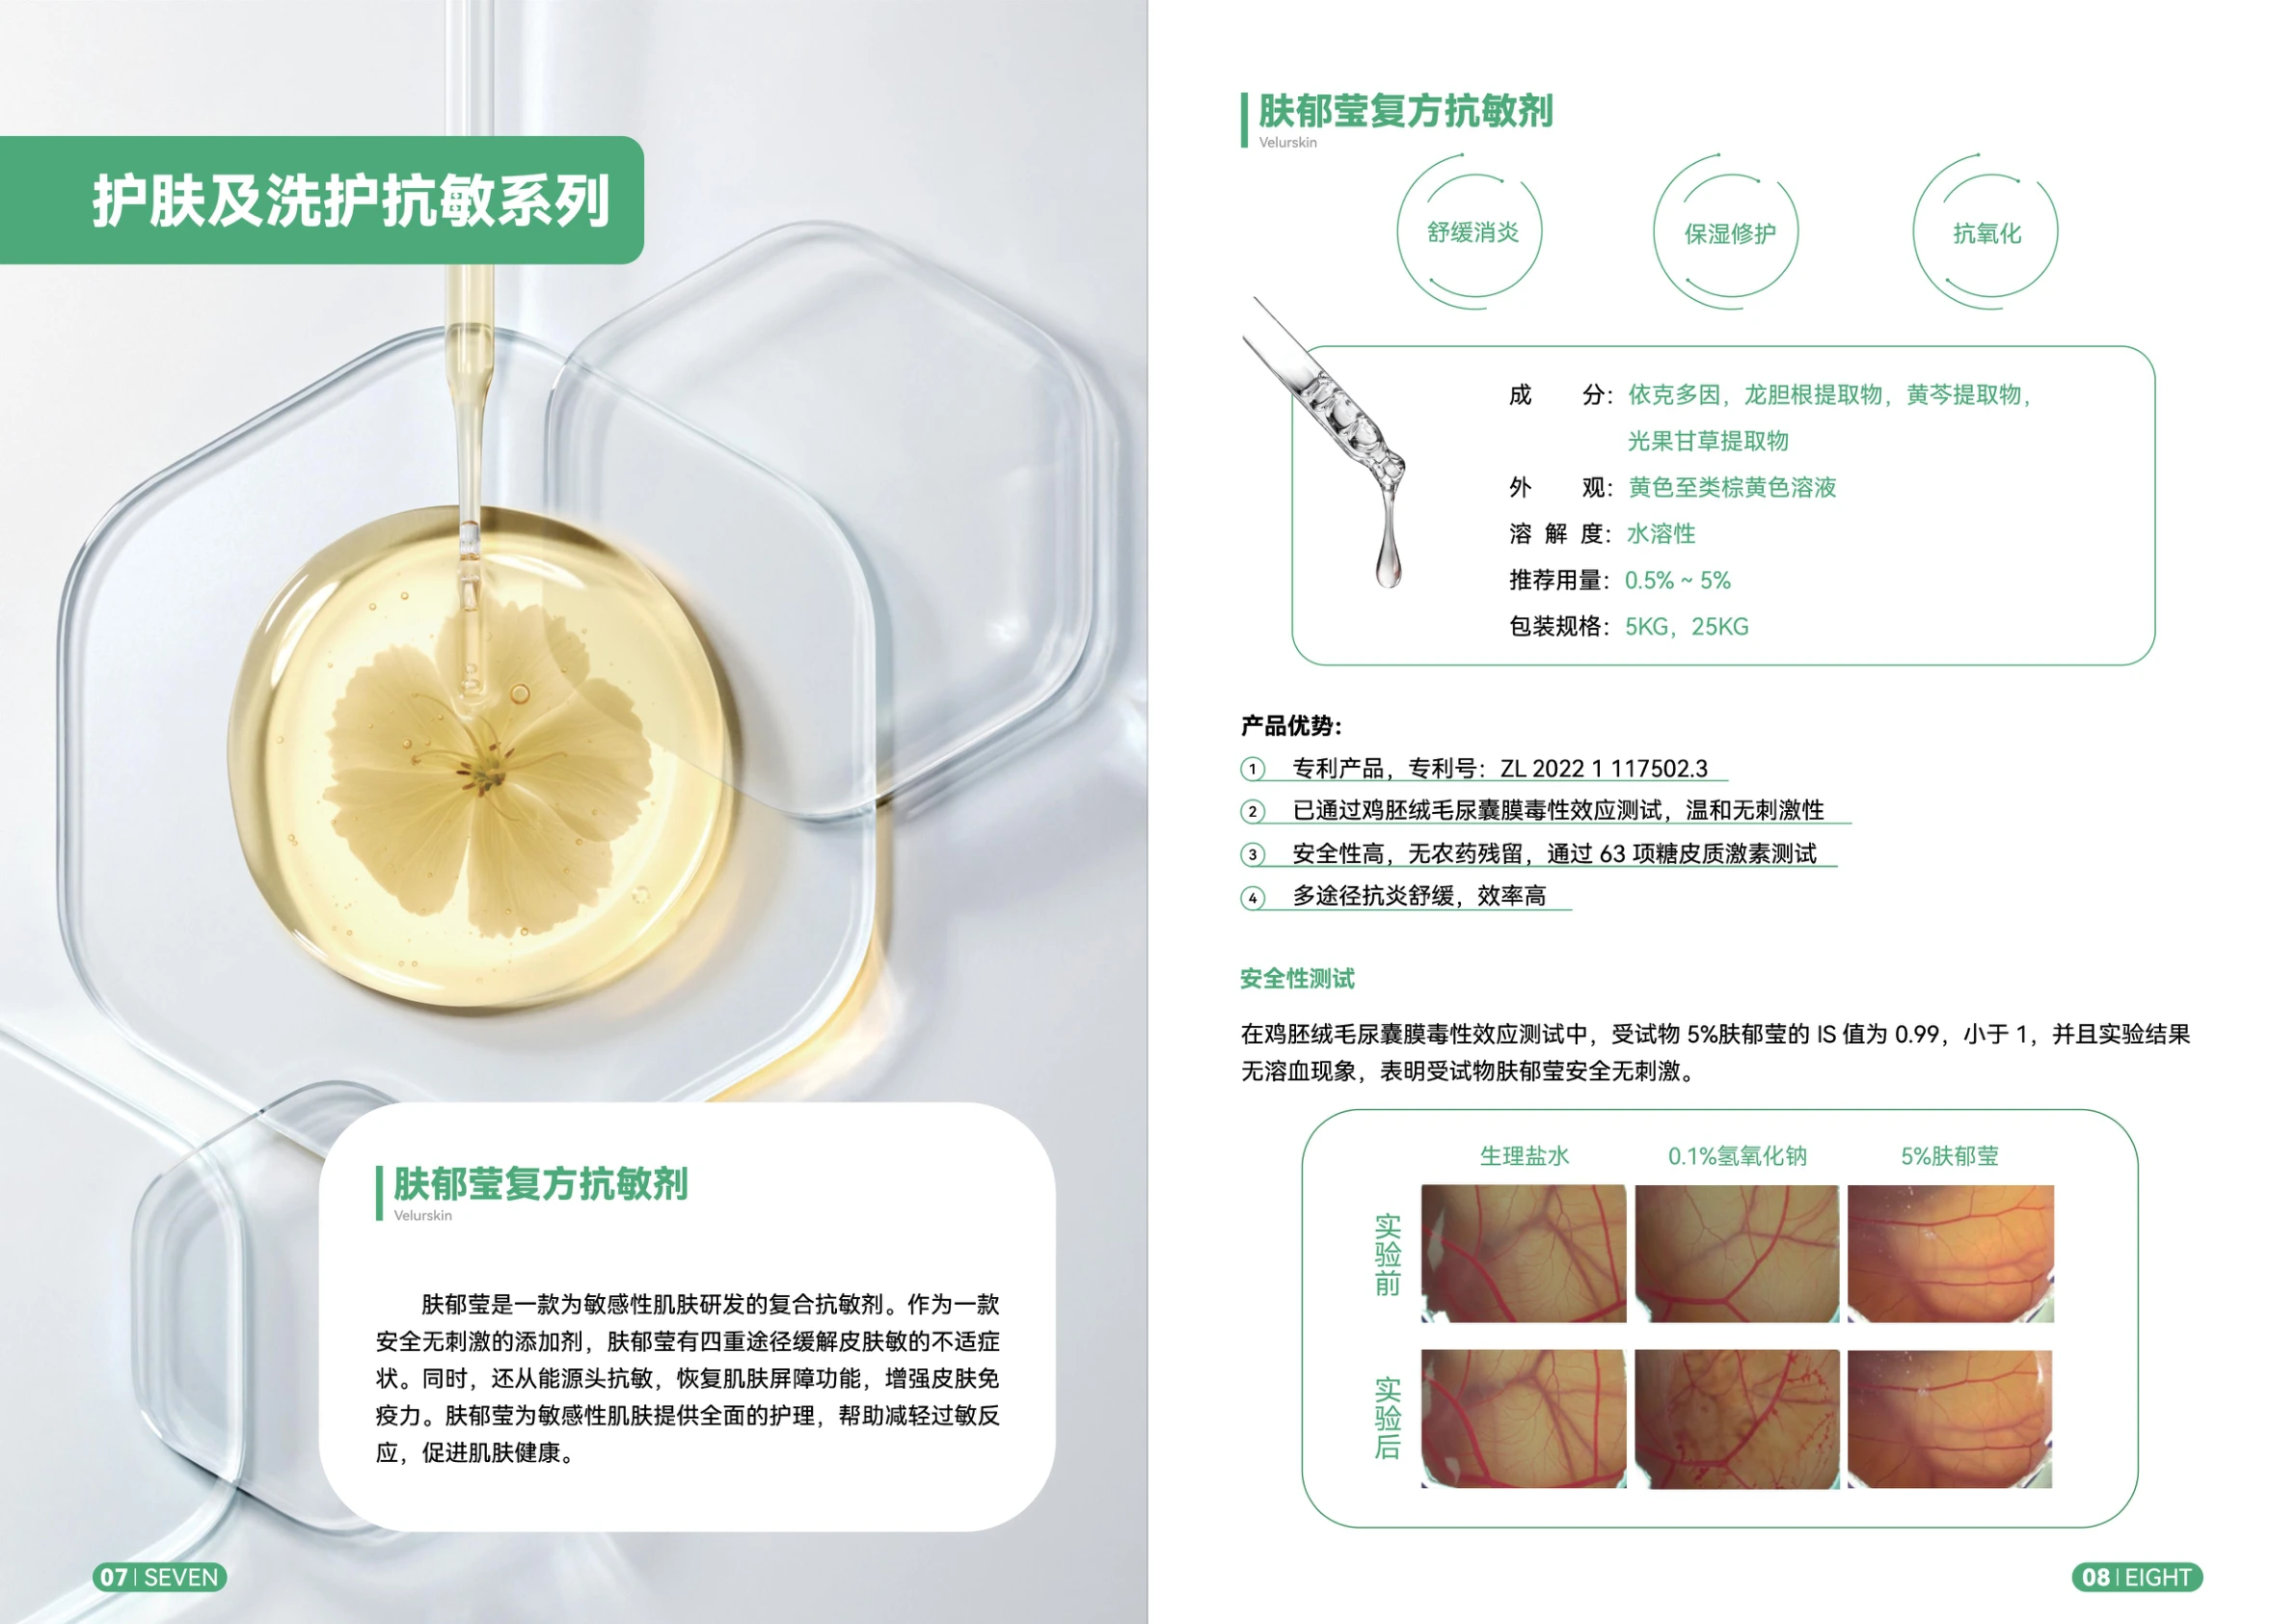 护肤及洗护抗敏系列
肤郁莹复方抗敏剂
Velurskin
肤郁莹是一款为敏感性肌肤研发的复合抗敏剂。作为一款
安全无刺激的添加剂，肤郁莹有四重途径缓解皮肤敏的不适症
状。同时，还从能源头抗敏，恢复肌肤屏障功能，增强皮肤免
疫力。肤郁莹为敏感性肌肤提供全面的护理，帮助减轻过敏反
应，促进肌肤健康。
07 | SEVEN
肤郁莹复方抗敏剂
Velurskin
舒缓消炎 保湿修护 抗氧化
成 分：依克多因，龙胆根提取物，黄芩提取物，
光果甘草提取物
外 观：黄色至类棕黄色溶液
溶 解 度：水溶性
推荐用量：0.5% ~ 5%
包装规格：5KG，25KG
产品优势：
1 专利产品，专利号：ZL 2022 1 117502.3
2 已通过鸡胚绒毛尿囊膜毒性效应测试，温和无刺激性
3 安全性高，无农药残留，通过 63 项糖皮质激素测试
4 多途径抗炎舒缓，效率高
安全性测试
在鸡胚绒毛尿囊膜毒性效应测试中，受试物 5%肤郁莹的 IS 值为 0.99，小于 1，并且实验结果
无溶血现象，表明受试物肤郁莹安全无刺激。
生理盐水 0.1%氢氧化钠 5%肤郁莹
实验前
实验后
08 | EIGHT